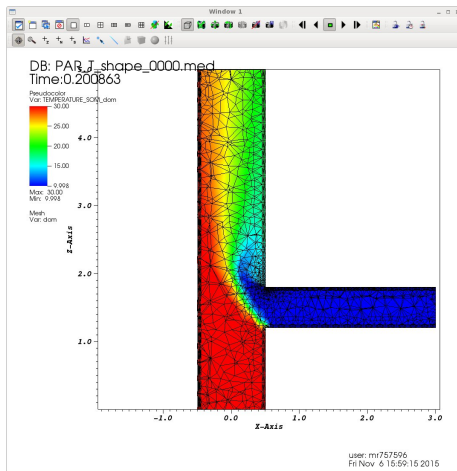 Window 1
DB: PAR_T_shape_0000.med
Time:0.200863
Pseudocolor
Var: TEMPERATURE_SOM_dom
30.00
25.00
20.00
15.00
9.998
Max: 30.00
Min: 9.998
Mesh
Var: dom
5.0
4.0
3.0
2.0
1.0
Z-Axis
-1.0 0.0 1.0 2.0 3.0
X-Axis
user: mr757596
Fri Nov 6 15:59:15 2015